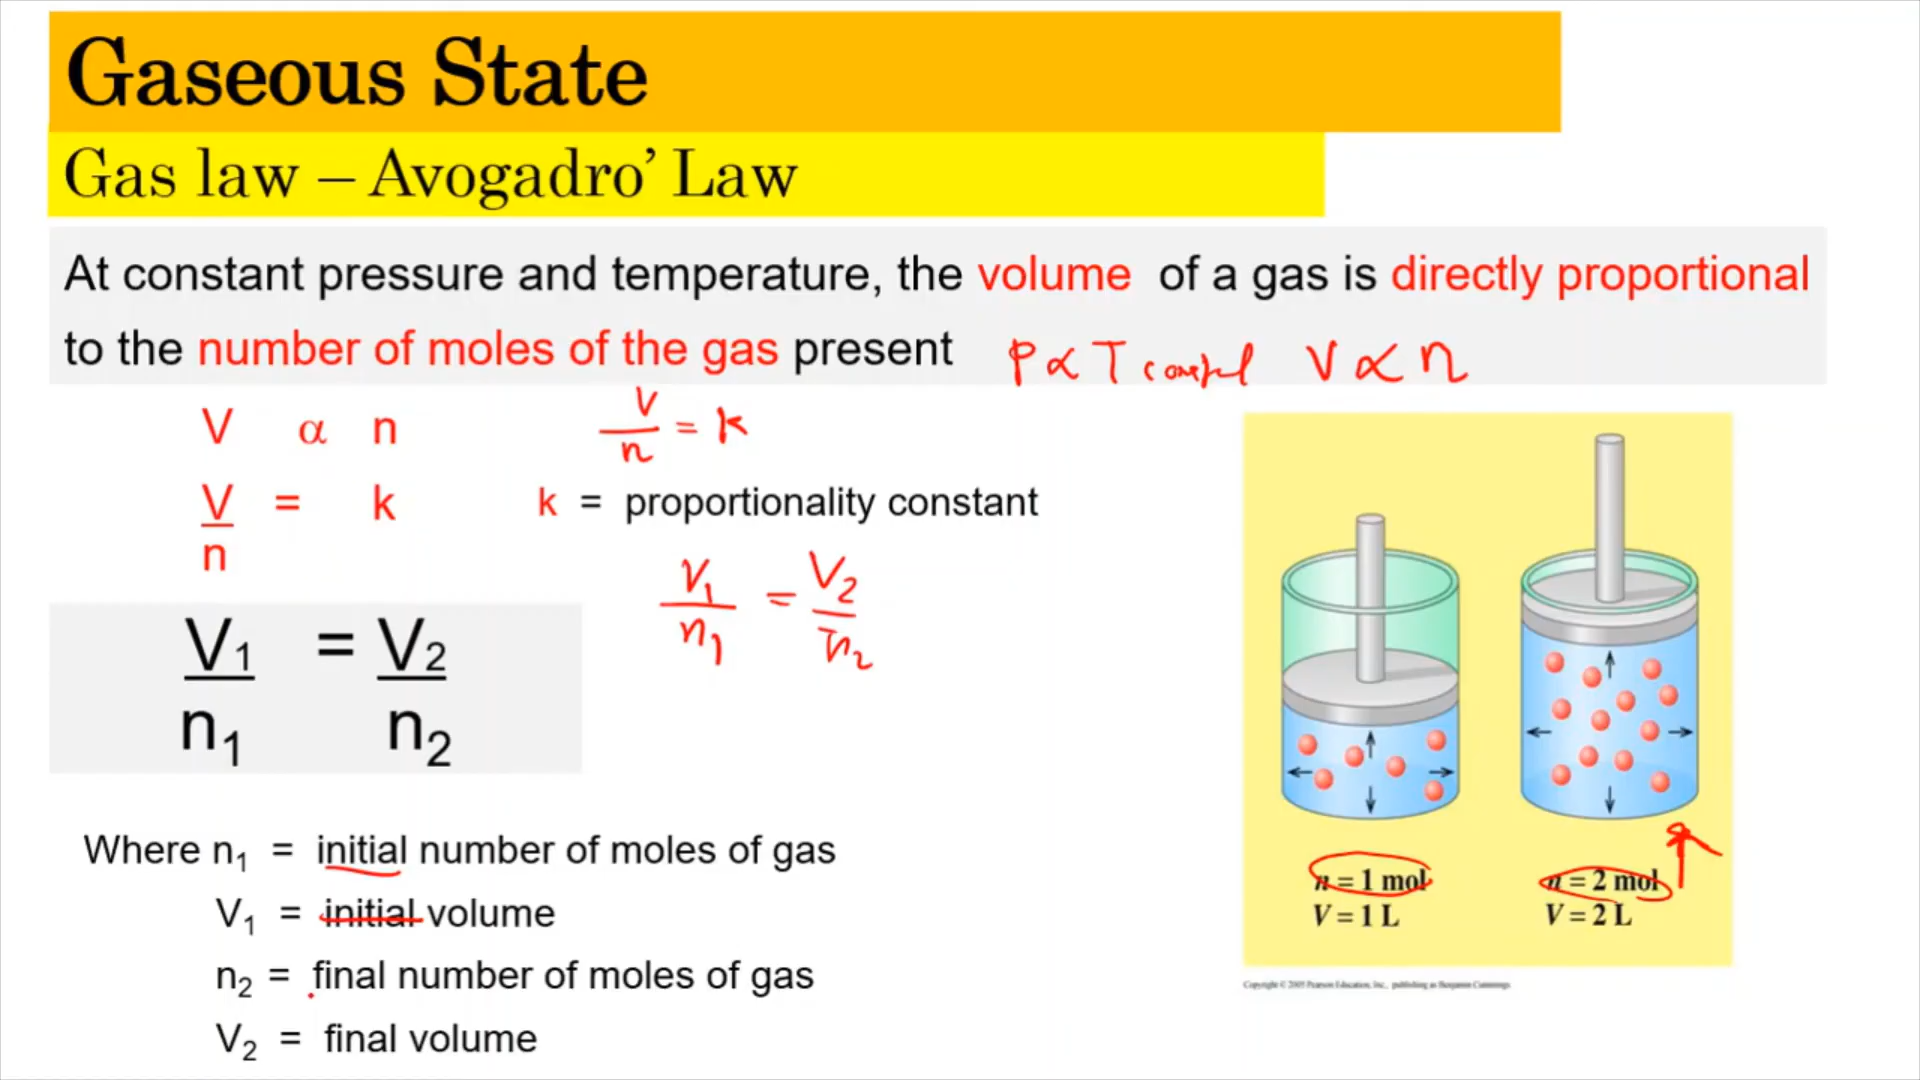 Gaseous State
Gas law – Avogadro’ Law
At constant pressure and temperature, the volume of a gas is directly proportional
to the number of moles of the gas present
P ∝ T V ∝ n
V α n
V/n = k
V = k
n
k = proportionality constant
V₁/n₁ = V₂/n₂
V₁ = V₂
n₁ n₂
Where n₁ = initial number of moles of gas
V₁ = initial volume
n₂ = final number of moles of gas
V₂ = final volume
n = 1 mol
V = 1 L
n = 2 mol
V = 2 L
Copyright © 2005 Pearson Education, Inc., publishing as Benjamin Cummings